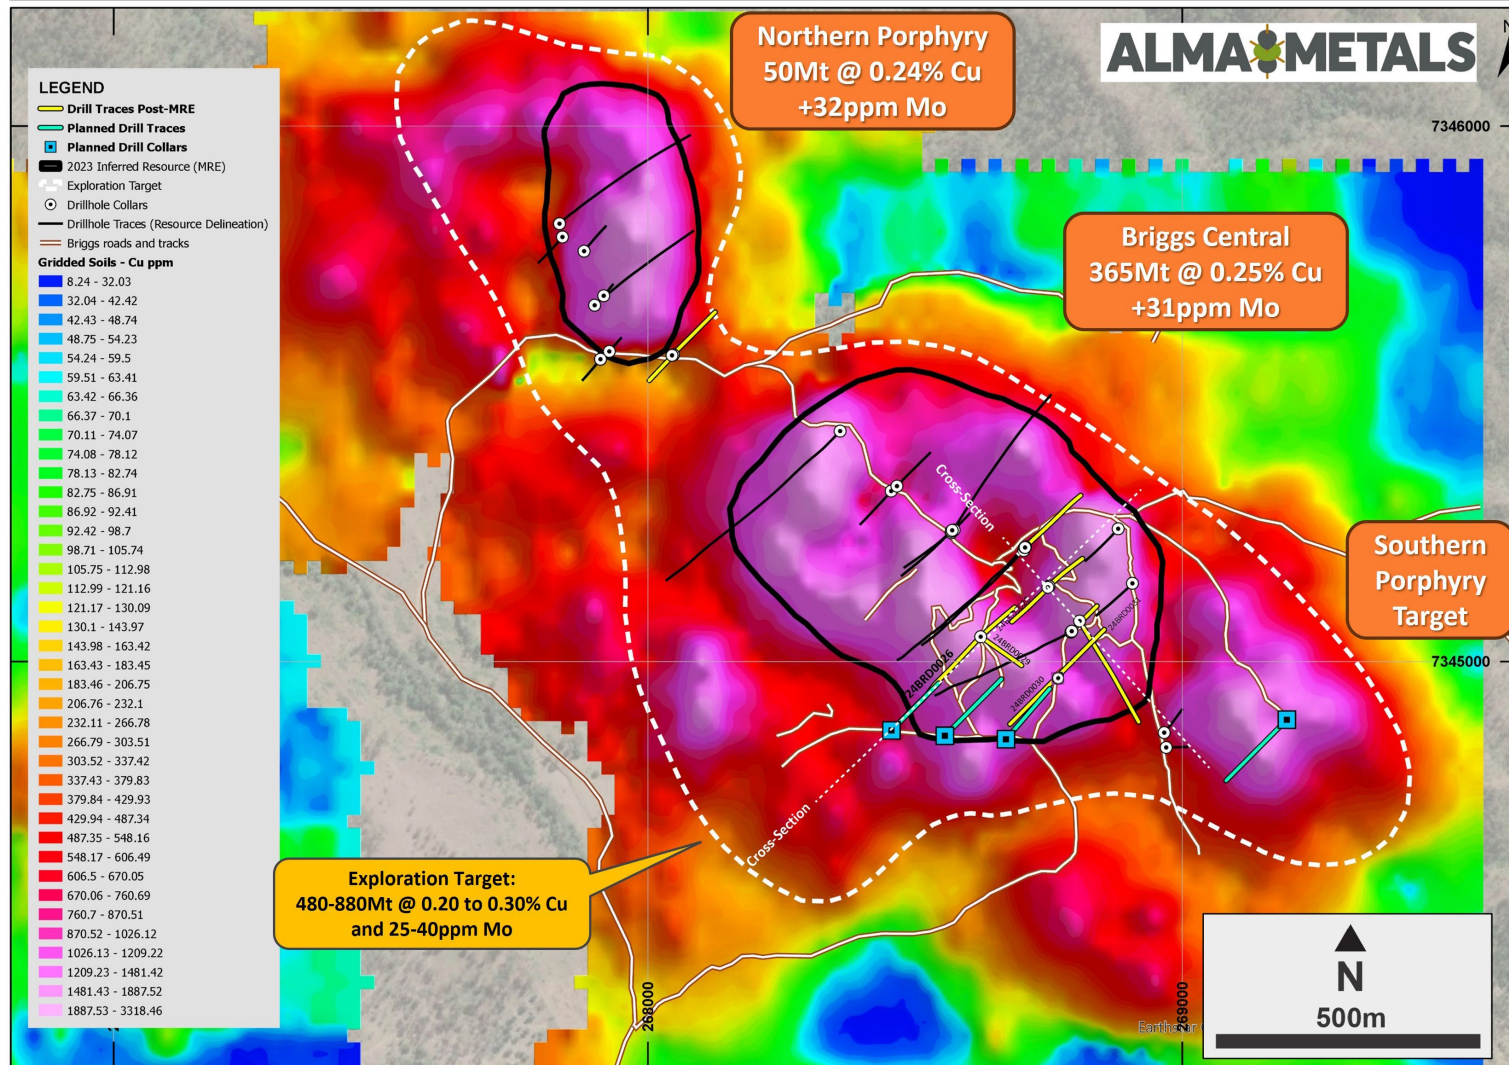 Northern Porphyry
50Mt @ 0.24% Cu
+32ppm Mo
ALMA METALS
LEGEND
Drill Traces Post-MRE
Planned Drill Traces
Planned Drill Collars
2023 Inferred Resource (MRE)
Exploration Target
Drillhole Collars
Drillhole Traces (Resource Delineation)
Briggs roads and tracks
Gridded Soils - Cu ppm
8.24 - 32.03
32.04 - 42.42
42.43 - 48.74
48.75 - 54.23
54.24 - 59.5
59.51 - 63.41
63.42 - 66.36
66.37 - 70.1
70.11 - 74.07
74.08 - 78.12
78.13 - 82.74
82.75 - 86.91
86.92 - 92.41
92.42 - 98.7
98.71 - 105.74
105.75 - 112.98
112.99 - 121.16
121.17 - 130.09
130.1 - 143.97
143.98 - 163.42
163.43 - 183.45
183.46 - 206.75
206.76 - 232.1
232.11 - 266.78
266.79 - 303.51
303.52 - 337.42
337.43 - 379.83
379.84 - 429.93
429.94 - 487.34
487.35 - 548.16
548.17 - 606.49
606.5 - 670.05
670.06 - 760.69
760.7 - 870.51
870.52 - 1026.12
1026.13 - 1209.22
1209.23 - 1481.42
1481.43 - 1887.52
1887.53 - 3318.46
7346000
Briggs Central
365Mt @ 0.25% Cu
+31ppm Mo
Cross-Section
Southern
Porphyry
Target
24BRD0031
24BRD0029
24BRD0026
24BRD0030
7345000
Cross-Section
Exploration Target:
480-880Mt @ 0.20 to 0.30% Cu
and 25-40ppm Mo
268000
269000
N
500m